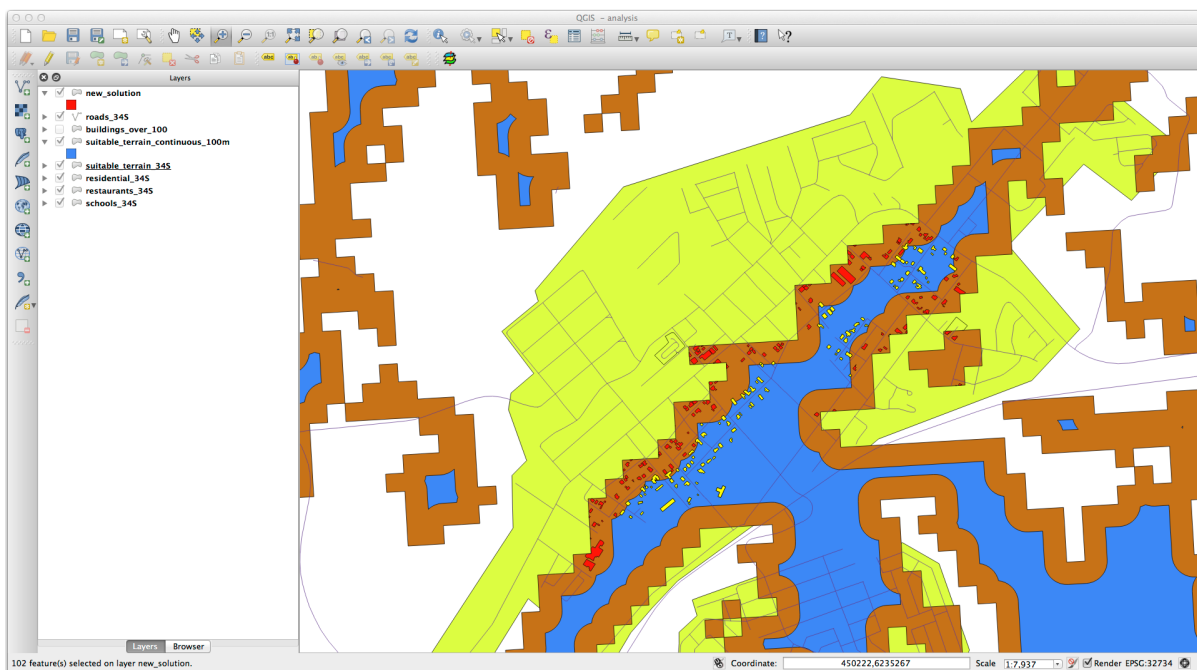 QGIS - analysis
Layers
new_solution
roads_34S
buildings_over_100
suitable_terrain_continuous_100m
suitable_terrain_34S
residential_34S
restaurants_34S
schools_34S
Layers
Browser
102 feature(s) selected on layer new_solution.
Coordinate:
450222,6235267
Scale
1:7,937
Render
EPSG:32734